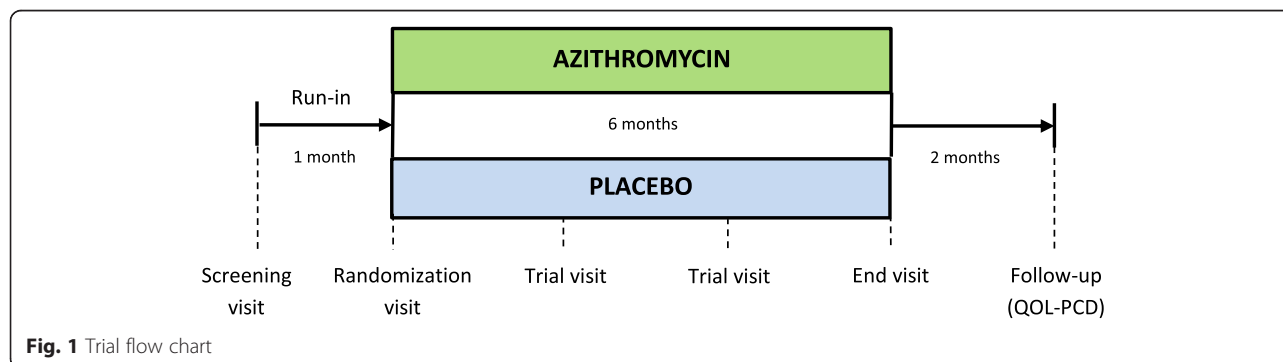 AZITHROMYCIN
Run-in
6 months
1 month
2 months
PLACEBO
Screening
visit
Randomization
visit
Trial visit
Trial visit
End visit
Follow-up
(QOL-PCD)
Fig. 1 Trial flow chart